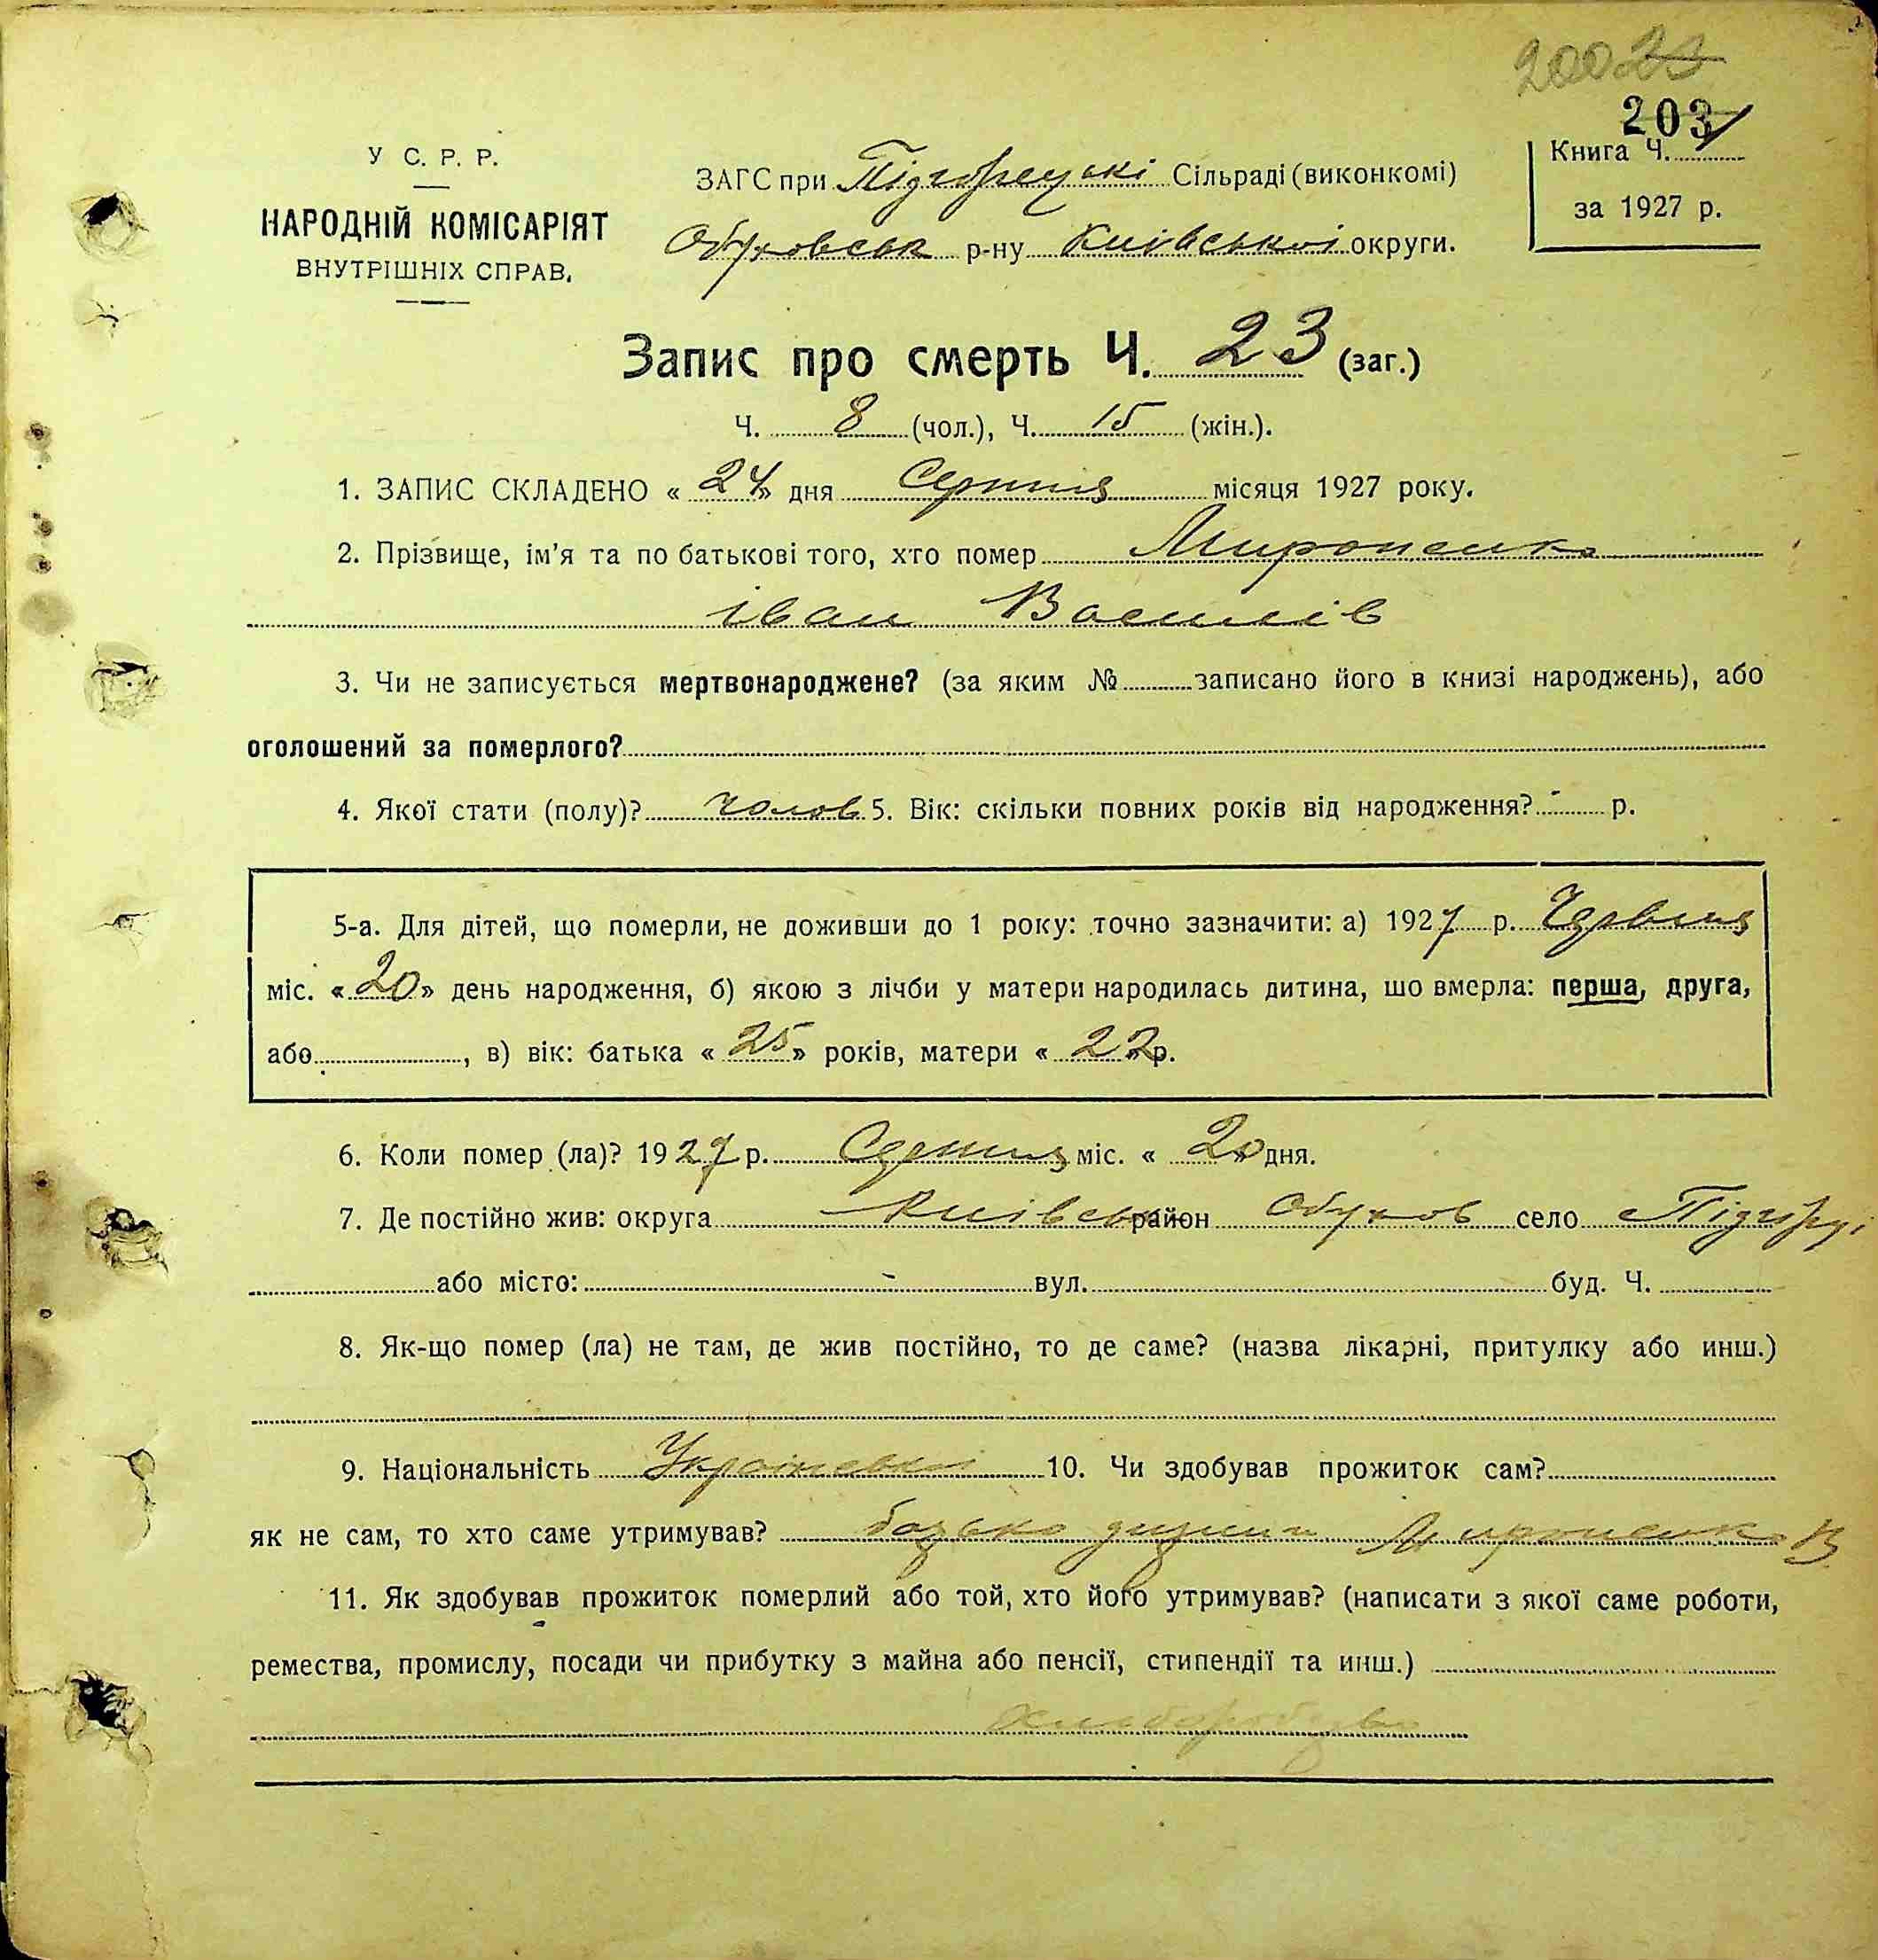 20023
203
У С. Р. Р.
НАРОДНІЙ КОМІСАРІЯТ
ВНУТРІШНІХ СПРАВ.
ЗАГС при Підгірецькі Сільраді (виконкомі)
Обуховськ р-ну Київської округи.
Книга Ч.
за 1927 р.
Запис про смерть Ч. 23 (заг.)
Ч. 8 (чол.), Ч. 15 (жін.).
1. ЗАПИС СКЛАДЕНО « 24 » дня Серпня місяця 1927 року.
2. Прізвище, ім'я та по батькові того, хто помер Мироненко
Іван Василів
3. Чи не записується мертвонароджене? (за яким № записано його в книзі народжень), або
оголошений за померлого?
4. Якої стати (полу)? чолов 5. Вік: скільки повних років від народження? - р.
5-а. Для дітей, що померли, не доживши до 1 року: точно зазначити: а) 1927 р. Червня
міс. « 20 » день народження, б) якою з лічби у матери народилась дитина, шо вмерла: перша, друга,
або , в) вік: батька « 25 » років, матери « 22 » р.
6. Коли помер (ла)? 1927 р. Серпня міс. « 20 » дня.
7. Де постійно жив: округа Київськ район Обухов село Підгірці
або місто: - вул. буд. Ч.
8. Як-що помер (ла) не там, де жив постійно, то де саме? (назва лікарні, притулку або инш.)
9. Національність Українська 10. Чи здобував прожиток сам?
як не сам, то хто саме утримував? батько дитини Мироненко В
11. Як здобував прожиток померлий або той, хто його утримував? (написати з якої саме роботи,
ремества, промислу, посади чи прибутку з майна або пенсії, стипендії та инш.)
хліборобство